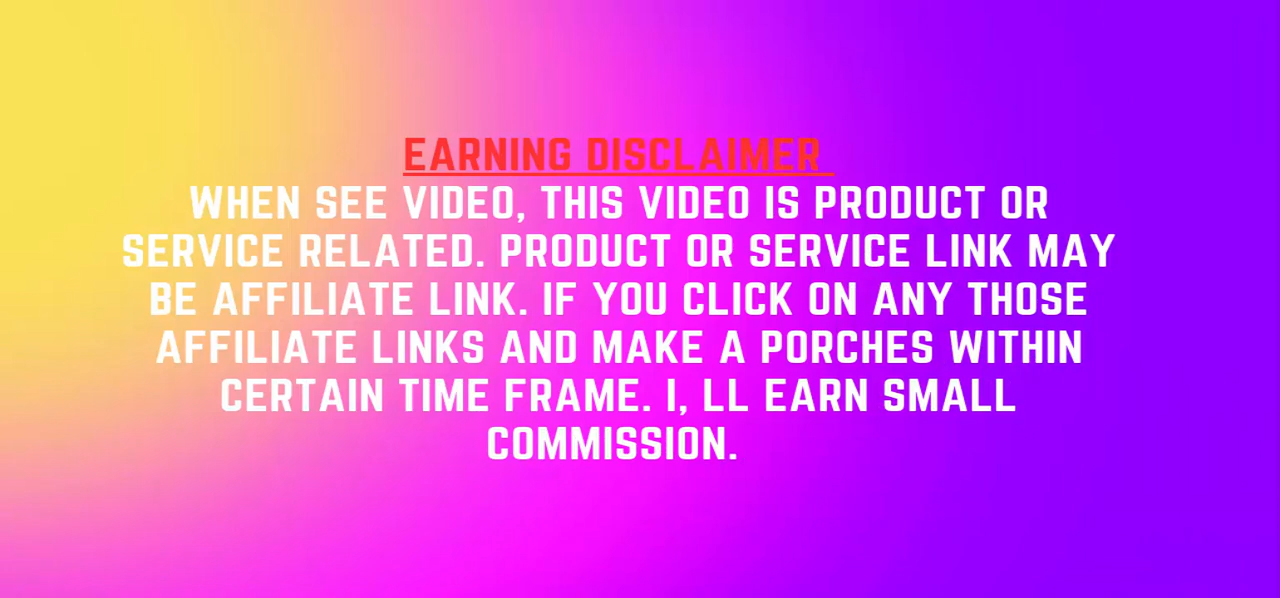 EARNING DISCLAIMER
WHEN SEE VIDEO, THIS VIDEO IS PRODUCT OR
SERVICE RELATED. PRODUCT OR SERVICE LINK MAY
BE AFFILIATE LINK. IF YOU CLICK ON ANY THOSE
AFFILIATE LINKS AND MAKE A PORCHES WITHIN
CERTAIN TIME FRAME. I, LL EARN SMALL
COMMISSION.